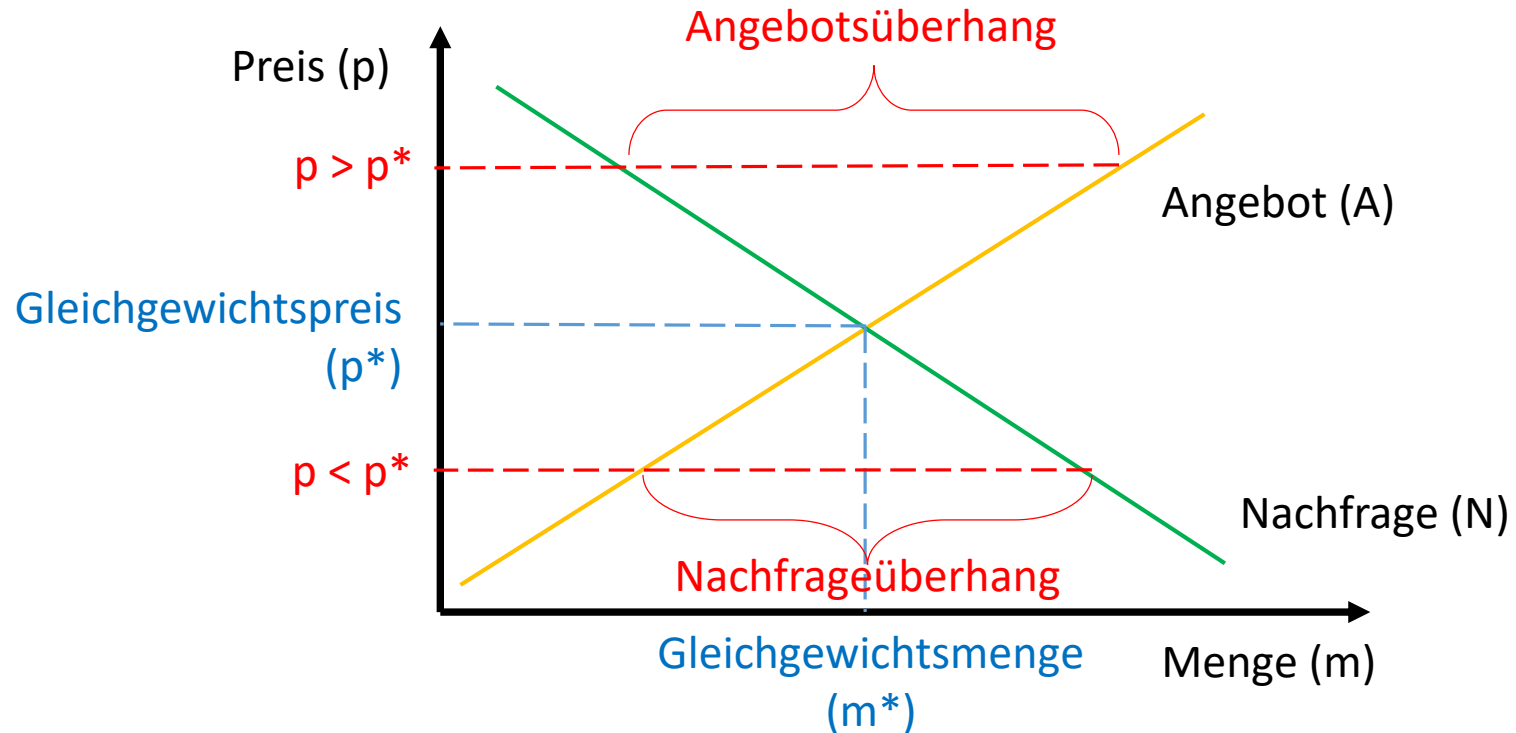 Angebotsüberhang
Preis (p)
p > p*
Angebot (A)
Gleichgewichtspreis
(p*)
p < p*
Nachfrage (N)
Nachfrageüberhang
Gleichgewichtsmenge
(m*)
Menge (m)